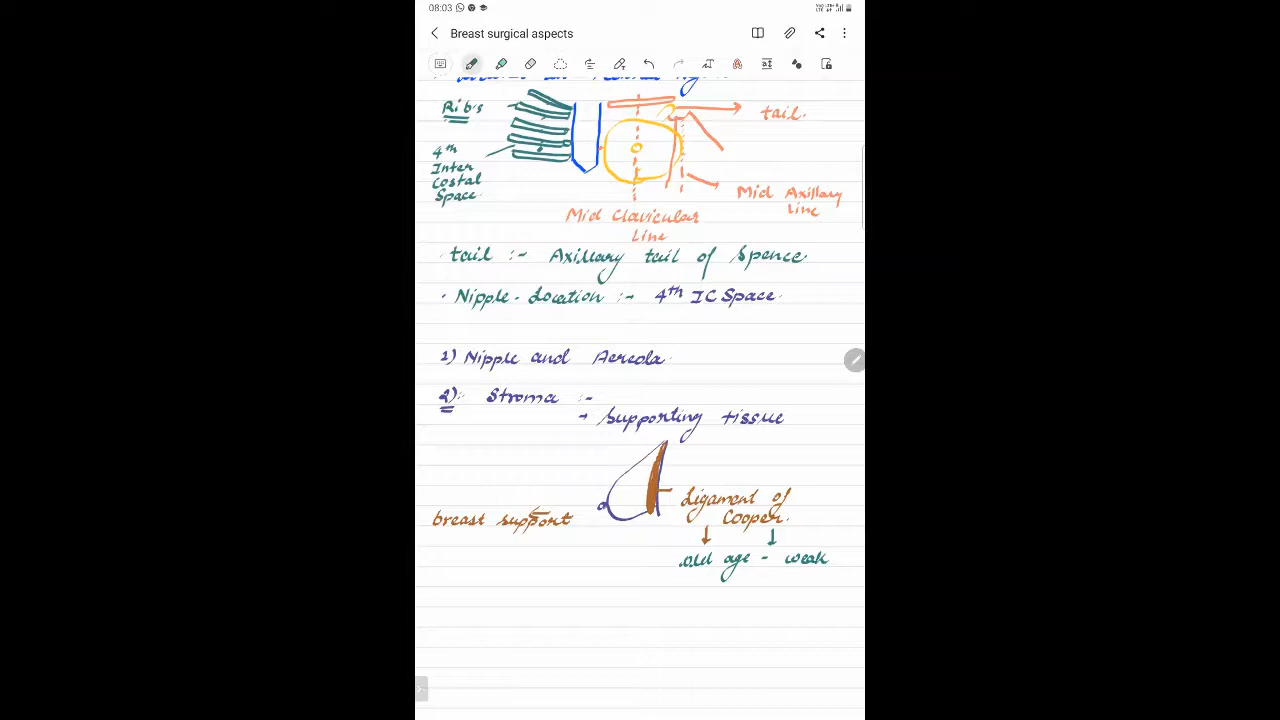 08:03
Breast surgical aspects
Ribs
tail.
4th
Inter
Costal
Space
Mid Axillary
Line
Mid Clavicular
Line
tail :- Axillary tail of Spence
Nipple - Location :- 4th IC Space
1) Nipple and Aereola
2) Stroma :-
→ Supporting tissue
Ligament of
Cooper.
breast support
old age - weak